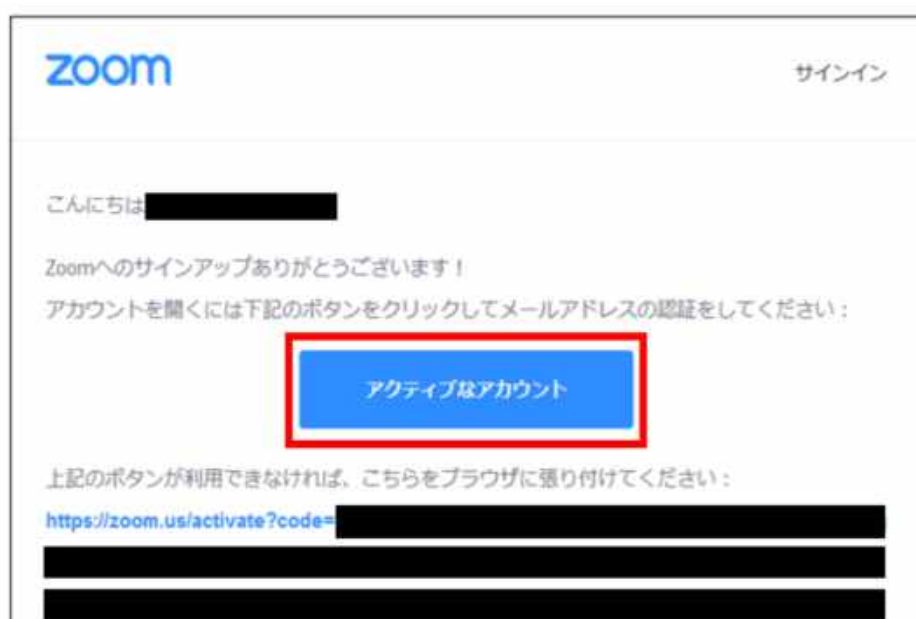 zoom
サインイン
こんにちは
Zoomへのサインアップありがとうございます！
アカウントを開くには下記のボタンをクリックしてメールアドレスの認証をしてください：
アクティブなアカウント
上記のボタンが利用できなければ、こちらをブラウザに張り付けてください：
https://zoom.us/activate?code=